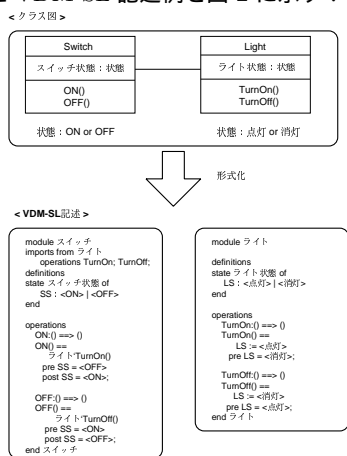 ＜クラス図＞
Switch
スイッチ状態：状態
ON()
OFF()
Light
ライト状態：状態
TurnOn()
TurnOff()
状態：ON or OFF
状態：点灯 or 消灯
形式化
＜VDM-SL記述＞
module スイッチ
imports from ライト
operations TurnOn; TurnOff;
definitions
state スイッチ状態 of
SS : <ON> | <OFF>
end
operations
ON:() ==> ()
ON() ==
ライト`TurnOn()
pre SS = <OFF>
post SS = <ON>;
OFF:() ==> ()
OFF() ==
ライト`TurnOff()
pre SS = <ON>
post SS = <OFF>;
end スイッチ
module ライト
definitions
state ライト状態 of
LS : <点灯> | <消灯>
end
operations
TurnOn:() ==> ()
TurnOn() ==
LS := <点灯>
pre LS = <消灯>;
TurnOff:() ==> ()
TurnOff() ==
LS := <消灯>
pre LS = <点灯>;
end ライト